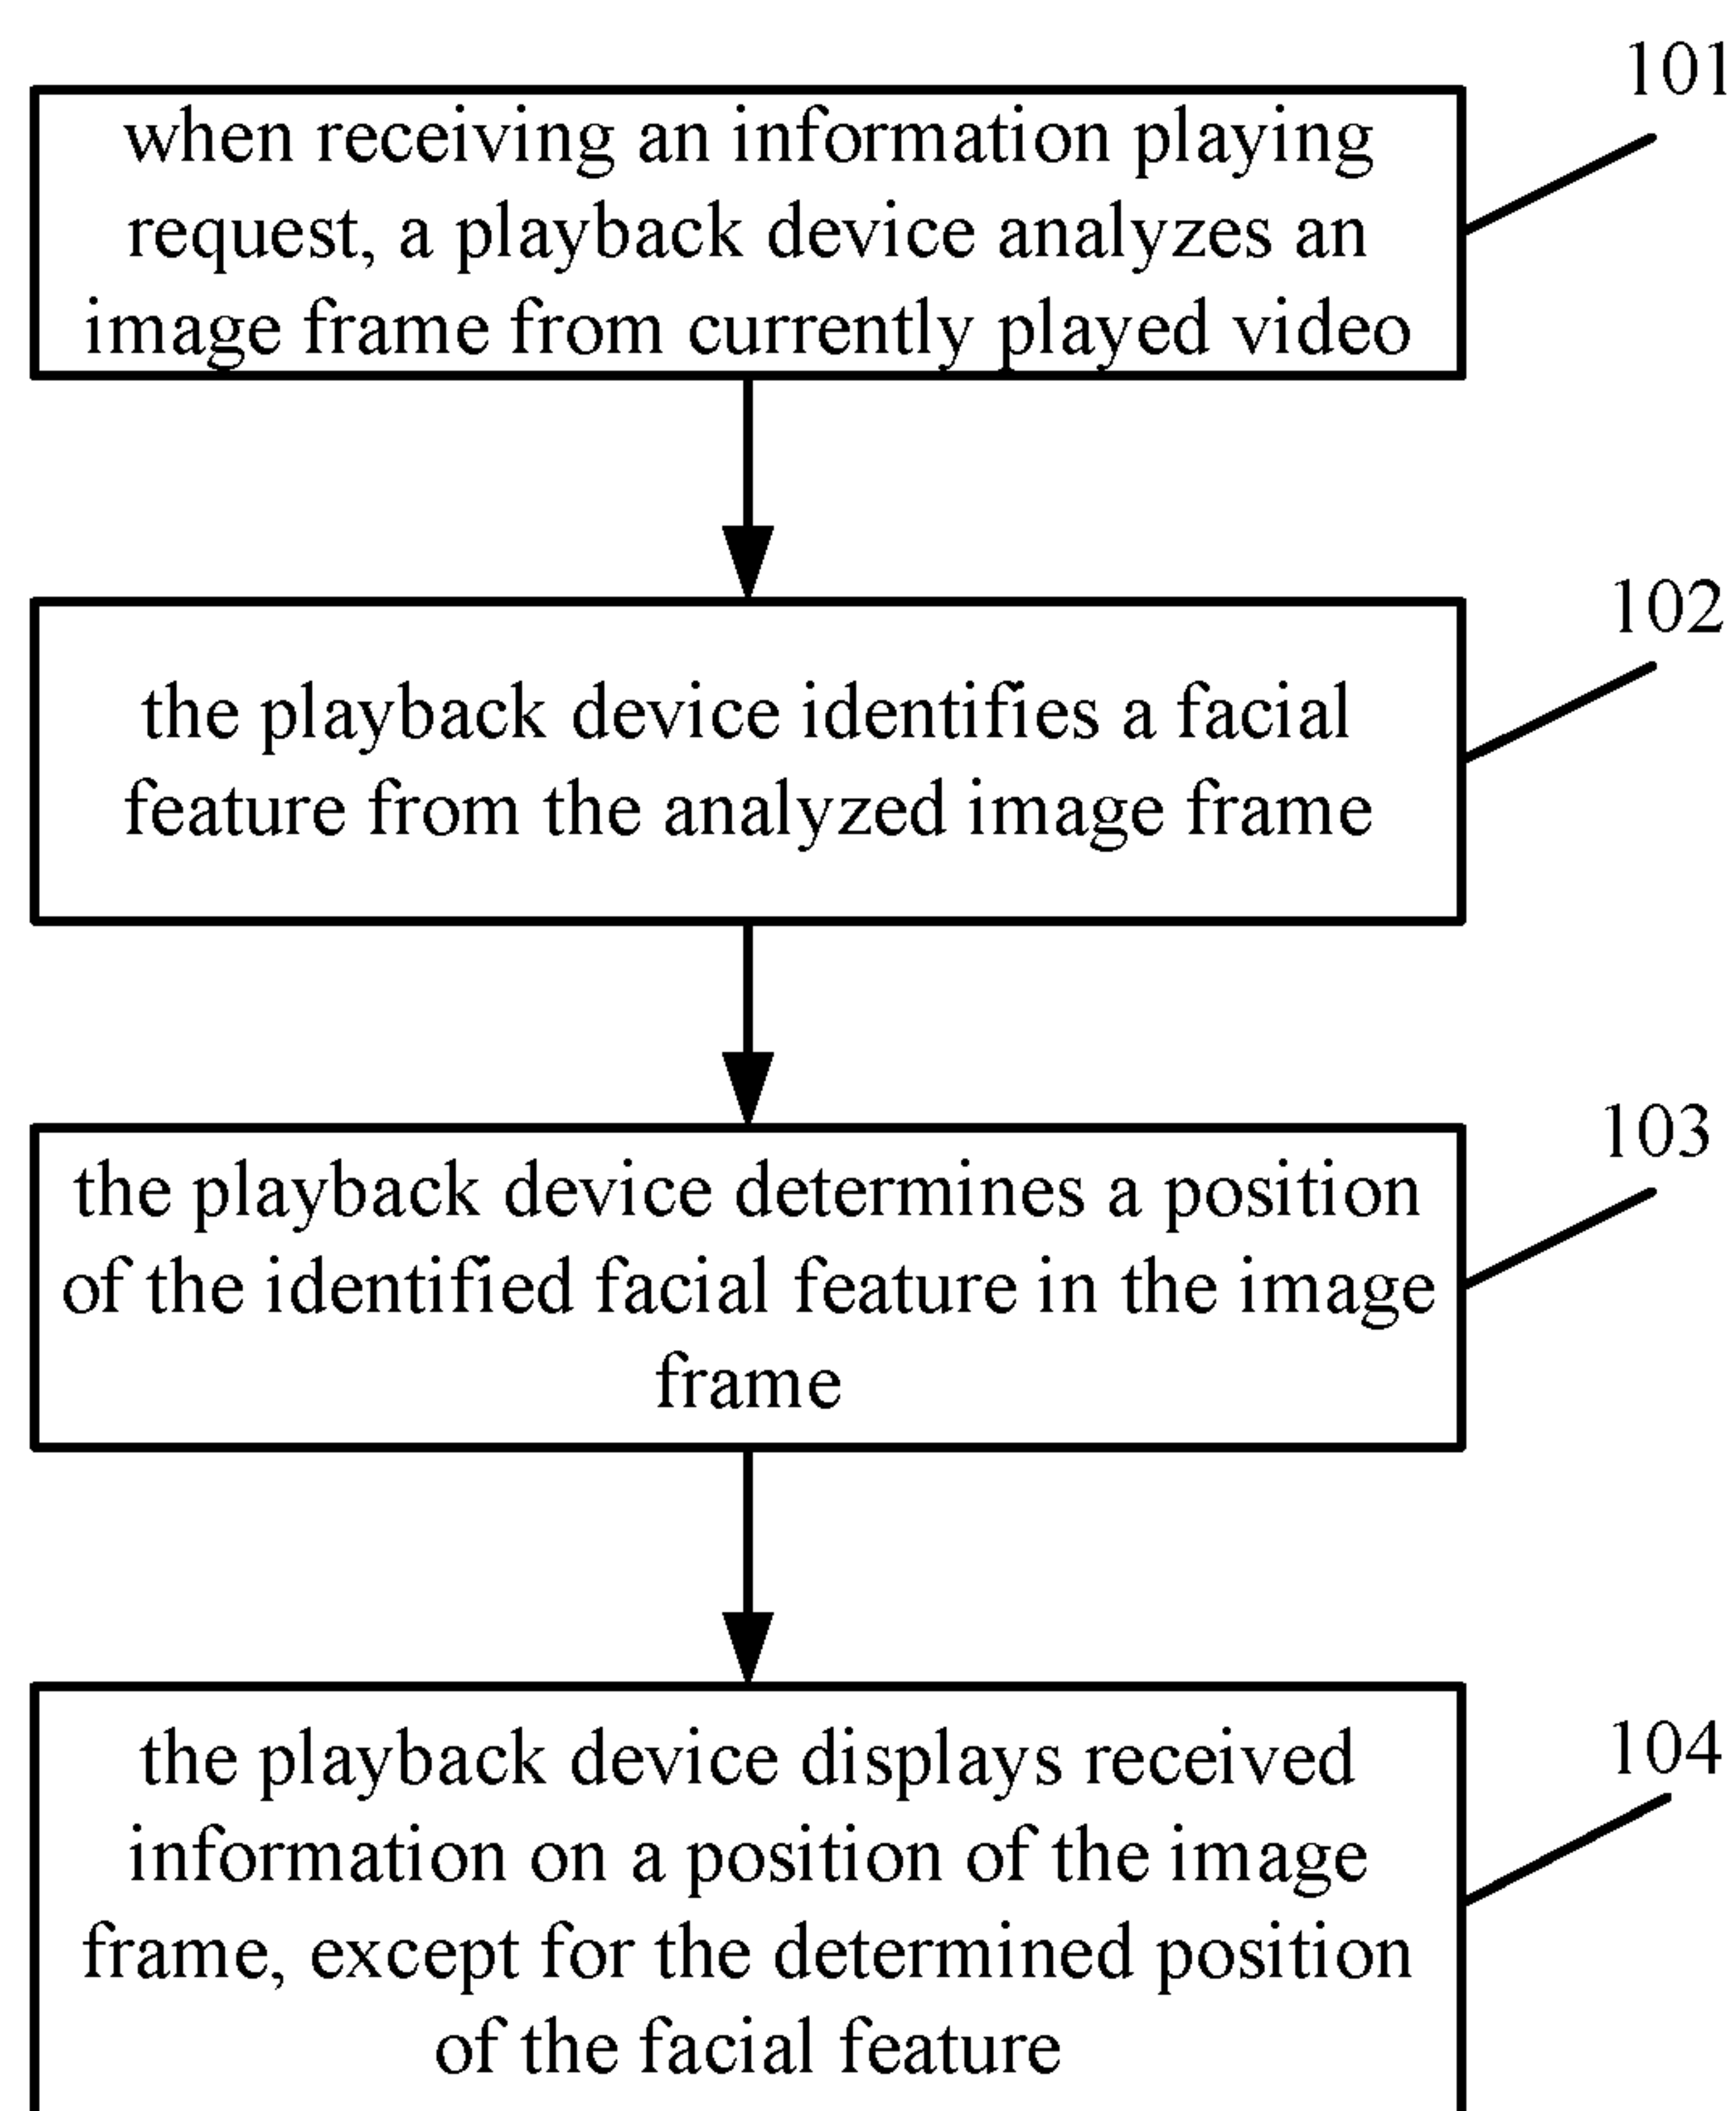 101
when receiving an information playing
request, a playback device analyzes an
image frame from currently played video
102
the playback device identifies a facial
feature from the analyzed image frame
103
the playback device determines a position
of the identified facial feature in the image
frame
104
the playback device displays received
information on a position of the image
frame, except for the determined position
of the facial feature